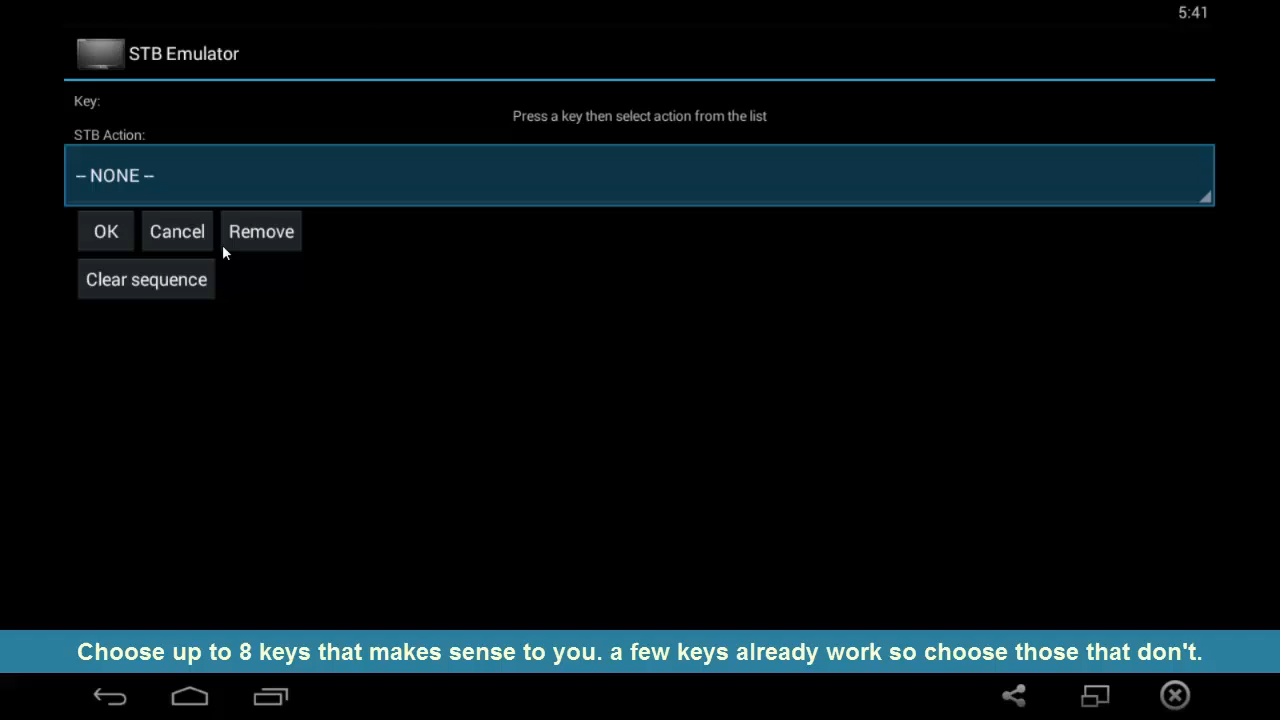 5:41
STB Emulator
Key:
Press a key then select action from the list
STB Action:
-- NONE --
OK Cancel Remove
Clear sequence
Choose up to 8 keys that makes sense to you. a few keys already work so choose those that don't.